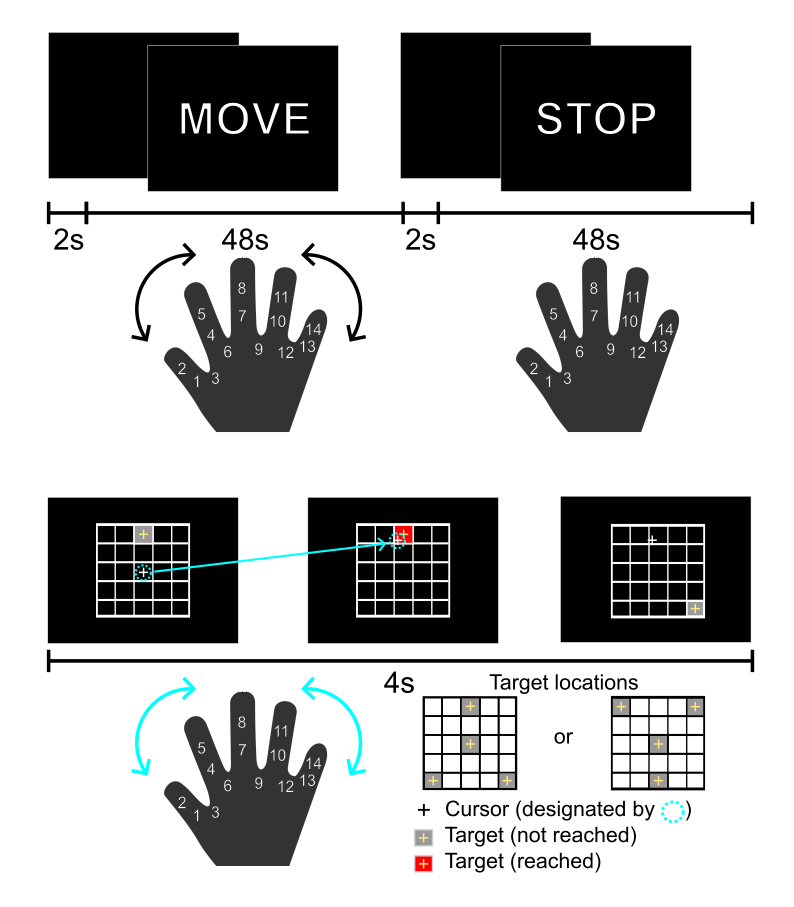 MOVE
STOP
2s
48s
2s
48s
1 2 3 4 5 6 7 8 9 10 11 12 13 14
1 2 3 4 5 6 7 8 9 10 11 12 13 14
4s
Target locations
or
1 2 3 4 5 6 7 8 9 10 11 12 13 14
+ Cursor (designated by )
+ Target (not reached)
+ Target (reached)